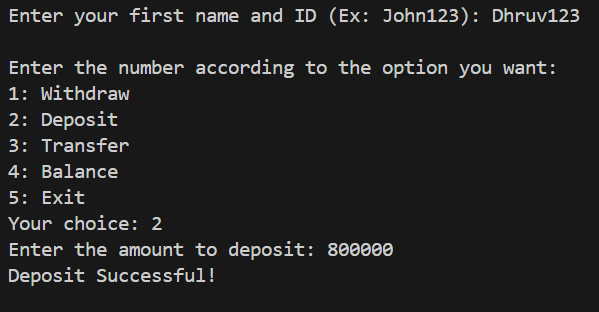 Enter your first name and ID (Ex: John123): Dhruv123
Enter the number according to the option you want:
1: Withdraw
2: Deposit
3: Transfer
4: Balance
5: Exit
Your choice: 2
Enter the amount to deposit: 800000
Deposit Successful!